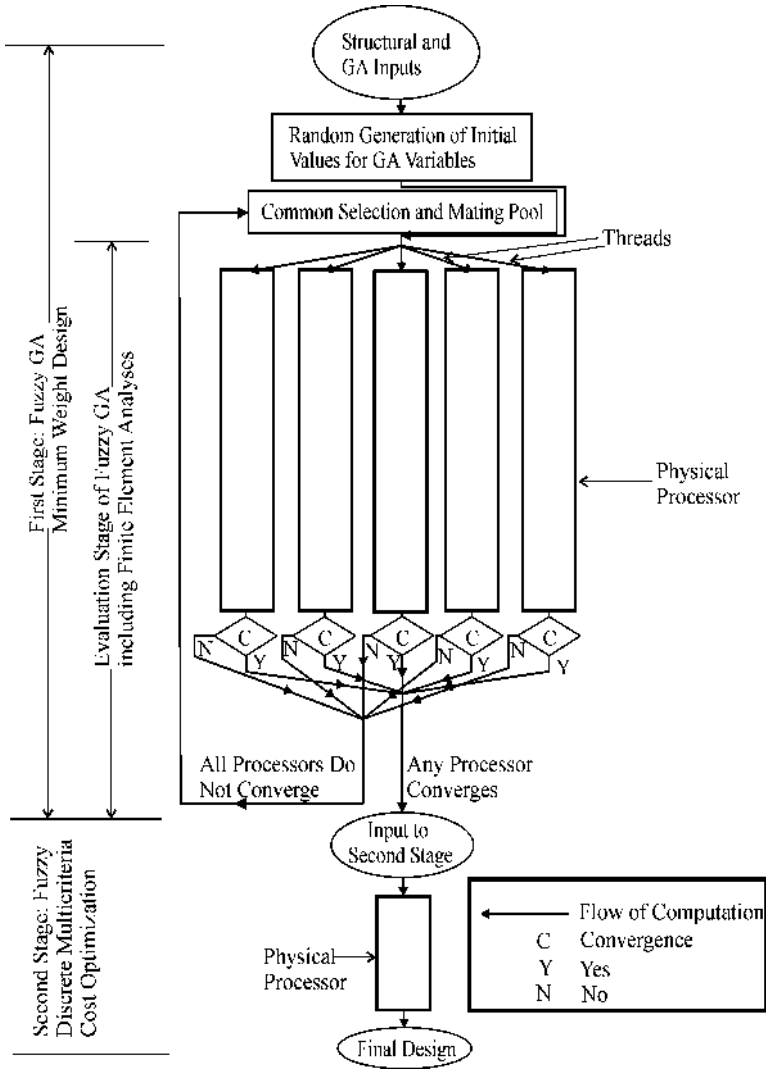 Structural and
GA Inputs
Random Generation of Initial
Values for GA Variables
Common Selection and Mating Pool
Threads
First Stage: Fuzzy GA
Minimum Weight Design
Evaluation Stage of Fuzzy GA
including Finite Element Analyses
Physical
Processor
C
C
C
C
C
N
Y
N
Y
N
Y
N
Y
N
Y
All Processors Do
Not Converge
Any Processor
Converges
Input to
Second Stage
Second Stage: Fuzzy
Discrete Multicriteria
Cost Optimization
Physical
Processor
Final Design
Flow of Computation
C Convergence
Y Yes
N No